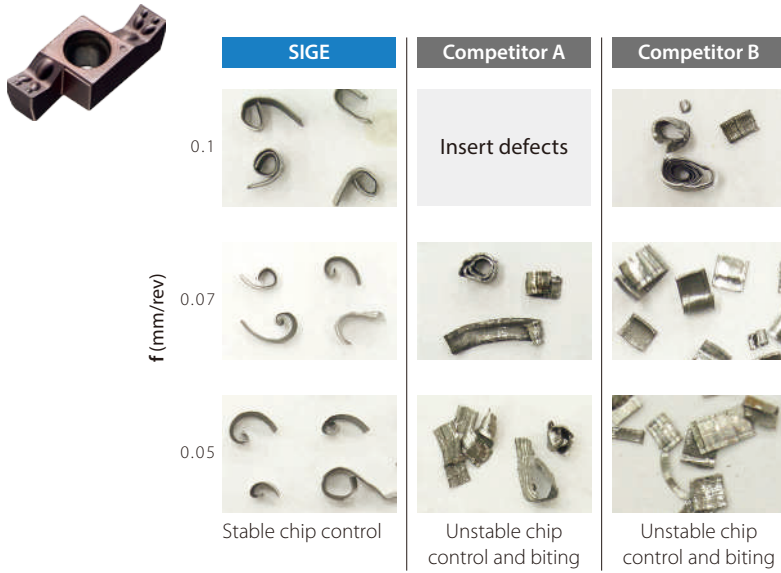 SIGE
Competitor A
Competitor B
0.1
Insert defects
f (mm/rev)
0.07
0.05
Stable chip control
Unstable chip
control and biting
Unstable chip
control and biting